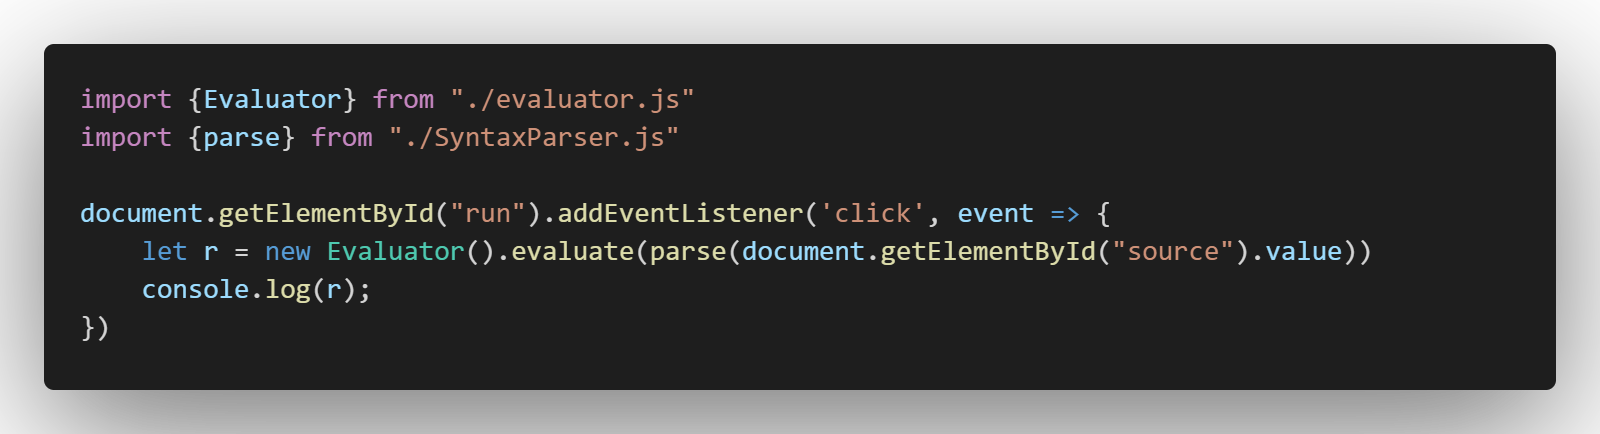 import {Evaluator} from "./evaluator.js"
import {parse} from "./SyntaxParser.js"

document.getElementById("run").addEventListener('click', event => {
    let r = new Evaluator().evaluate(parse(document.getElementById("source").value))
    console.log(r);
})